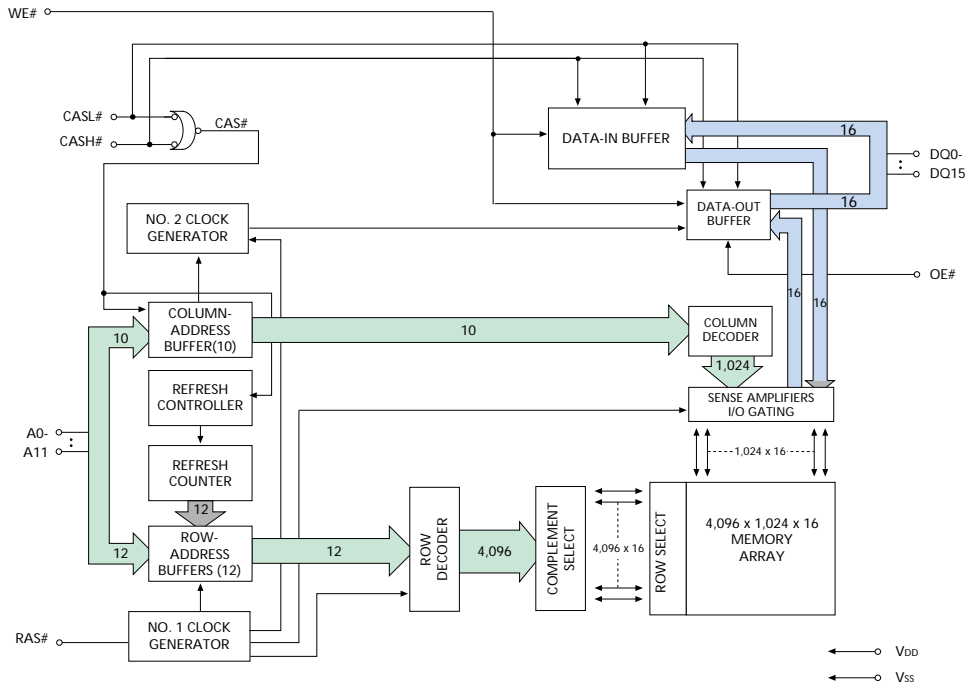 WE#
CASL#
CASH#
CAS#
DATA-IN BUFFER
16
DQ0-
:
DQ15
NO. 2 CLOCK
GENERATOR
DATA-OUT
BUFFER
16
OE#
16
16
COLUMN-
ADDRESS
BUFFER(10)
10
10
COLUMN
DECODER
1,024
REFRESH
CONTROLLER
SENSE AMPLIFIERS
I/O GATING
A0-
:
A11
1,024 x 16
REFRESH
COUNTER
12
ROW-
ADDRESS
BUFFERS (12)
12
12
ROW
DECODER
4,096
COMPLEMENT
SELECT
4,096 x 16
ROW SELECT
4,096 x 1,024 x 16
MEMORY
ARRAY
RAS#
NO. 1 CLOCK
GENERATOR
VDD
VSS